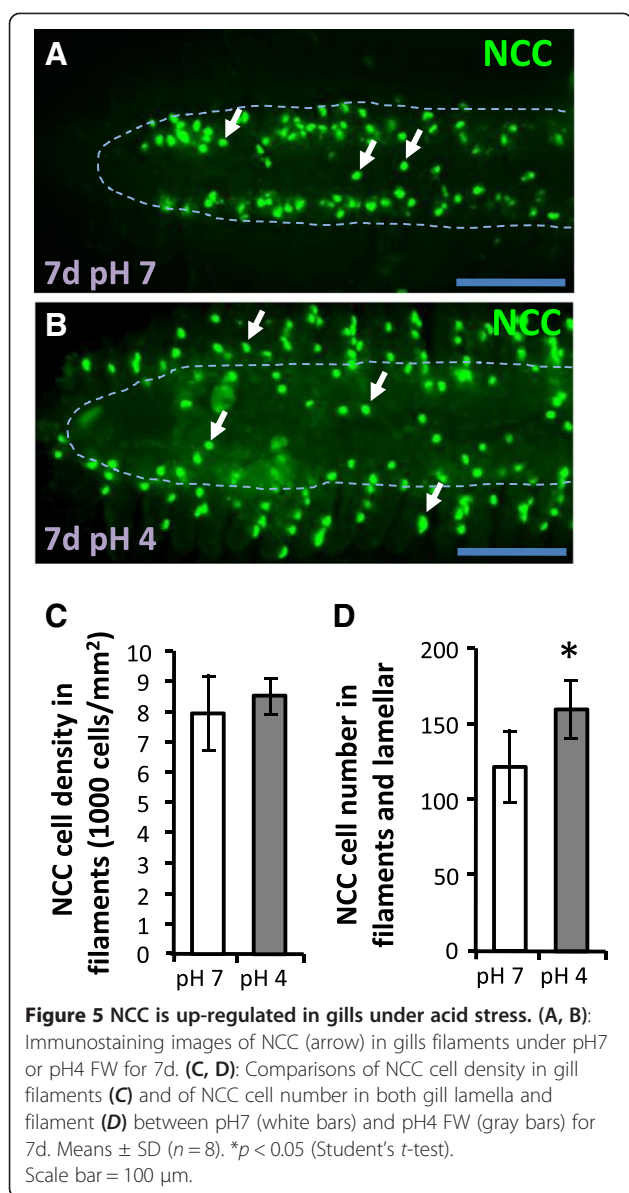 A
NCC
7d pH 7
B
NCC
7d pH 4
C
NCC cell density in
filaments (1000 cells/mm²)
10
9
8
7
6
5
4
3
2
1
0
pH 7
pH 4
D
NCC cell number in
filaments and lamellar
200
150
100
50
0
*
pH 7
pH 4
Figure 5 NCC is up-regulated in gills under acid stress. (A, B):
Immunostaining images of NCC (arrow) in gills filaments under pH7
or pH4 FW for 7d. (C, D): Comparisons of NCC cell density in gill
filaments (C) and of NCC cell number in both gill lamella and
filament (D) between pH7 (white bars) and pH4 FW (gray bars) for
7d. Means ± SD (n = 8). *p < 0.05 (Student's t-test).
Scale bar = 100 μm.